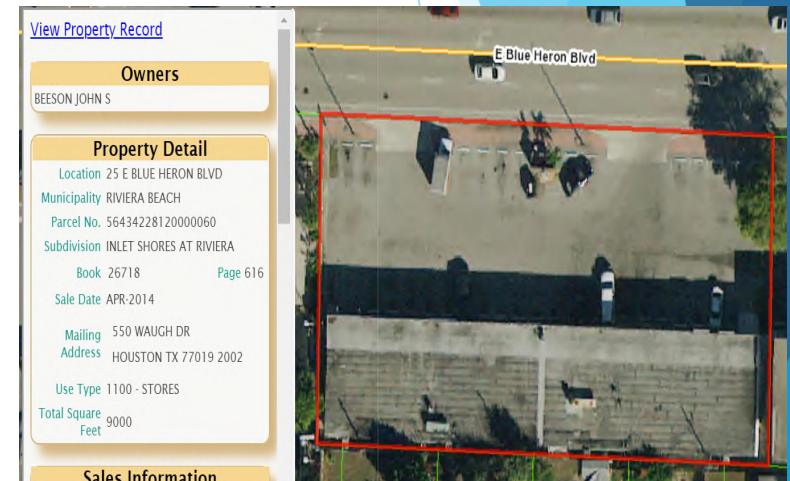 View Property Record
Owners
BEESON JOHN S
Property Detail
Location 25 E BLUE HERON BLVD
Municipality RIVIERA BEACH
Parcel No. 56434228120000060
Subdivision INLET SHORES AT RIVIERA
Book 26718 Page 616
Sale Date APR-2014
Mailing Address 550 WAUGH DR
HOUSTON TX 77019 2002
Use Type 1100 - STORES
Total Square Feet 9000
Sales Information
E Blue Heron Blvd